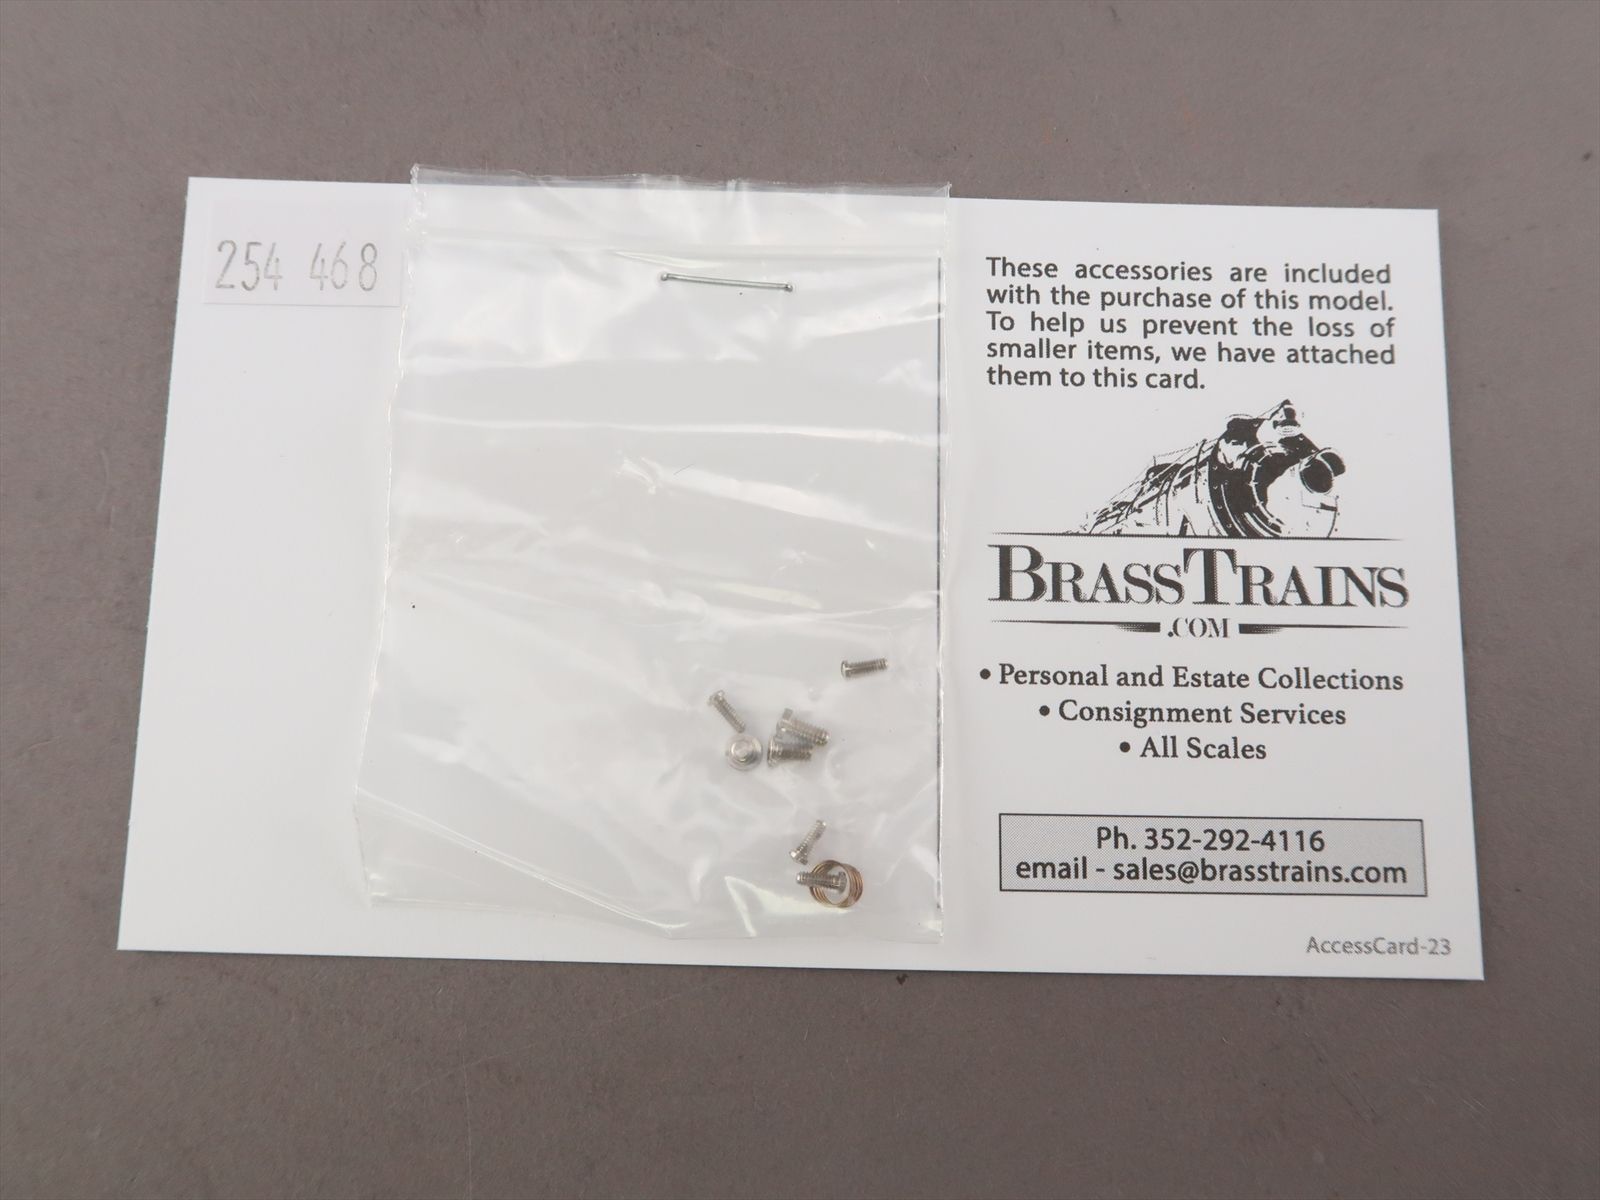 254 468
These accessories are included
with the purchase of this model.
To help us prevent the loss of
smaller items, we have attached
them to this card.
BRASSTRAINS
.COM
• Personal and Estate Collections
• Consignment Services
• All Scales
Ph. 352-292-4116
email - sales@brasstrains.com
AccessCard-23